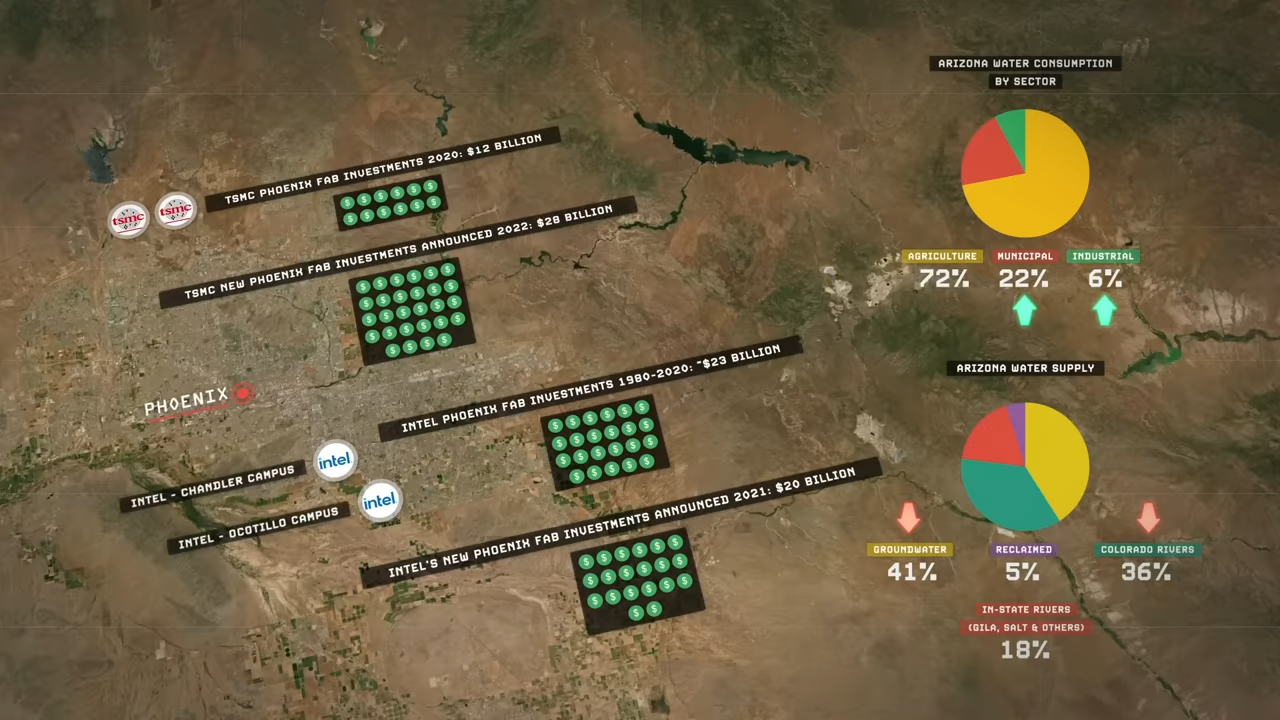 TSMC PHOENIX FAB INVESTMENTS 2020: $12 BILLION
tsmc
tsmc
TSMC NEW PHOENIX FAB INVESTMENTS ANNOUNCED 2022: $28 BILLION
PHOENIX
INTEL PHOENIX FAB INVESTMENTS 1980-2020: ~$23 BILLION
intel
INTEL - CHANDLER CAMPUS
intel
INTEL - OCOTILLO CAMPUS
INTEL'S NEW PHOENIX FAB INVESTMENTS ANNOUNCED 2021: $20 BILLION
ARIZONA WATER CONSUMPTION
BY SECTOR
AGRICULTURE MUNICIPAL INDUSTRIAL
72% 22% 6%
ARIZONA WATER SUPPLY
GROUNDWATER RECLAIMED COLORADO RIVERS
41% 5% 36%
IN-STATE RIVERS
(GILA, SALT & OTHERS)
18%